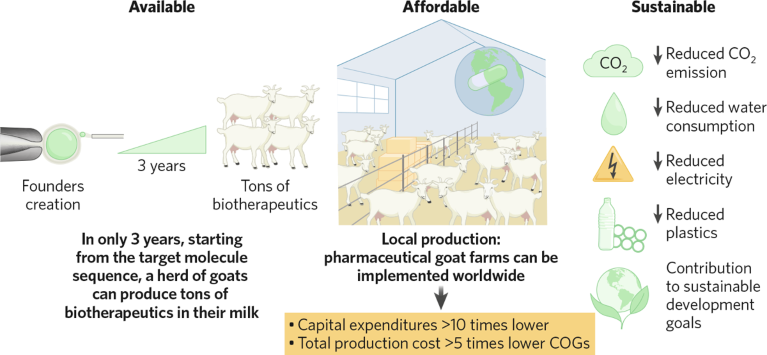 Available
Founders
creation
3 years
Tons of
biotherapeutics
In only 3 years, starting
from the target molecule
sequence, a herd of goats
can produce tons of
biotherapeutics in their milk
Affordable
Local production:
pharmaceutical goat farms can be
implemented worldwide
• Capital expenditures >10 times lower
• Total production cost >5 times lower COGs
Sustainable
CO₂
Reduced CO₂
emission
Reduced water
consumption
Reduced
electricity
Reduced
plastics
Contribution
to sustainable
development
goals